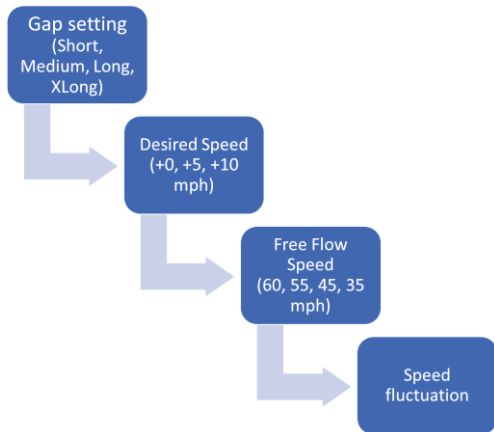 Gap setting
(Short,
Medium, Long,
XLong)
Desired Speed
(+0, +5, +10
mph)
Free Flow
Speed
(60, 55, 45, 35
mph)
Speed
fluctuation